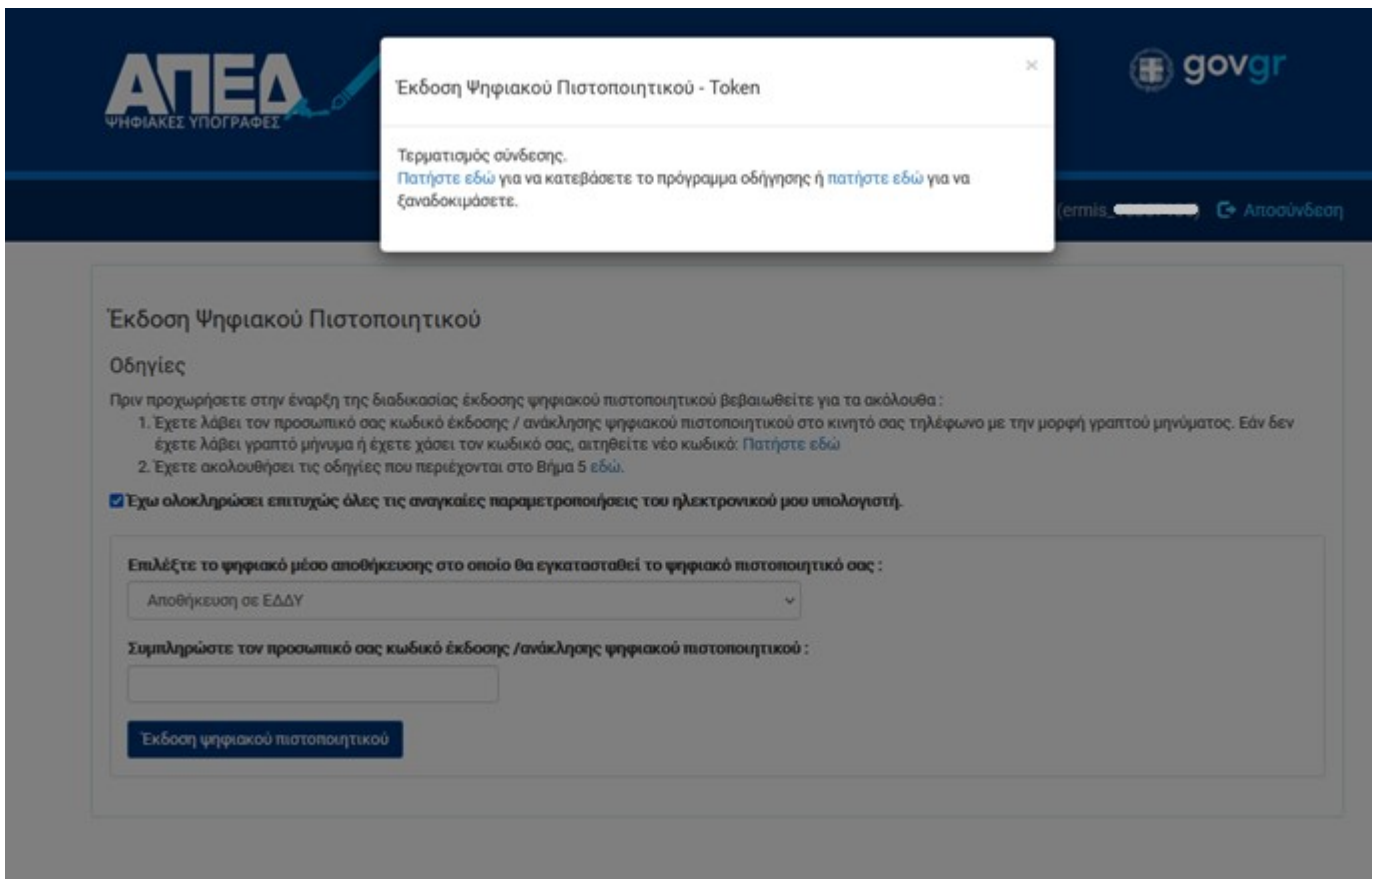 ΑΠΕΔ
ΨΗΦΙΑΚΕΣ ΥΠΟΓΡΑΦΕΣ
govgr
Έκδοση Ψηφιακού Πιστοποιητικού - Token
×
Τερματισμός σύνδεσης.
Πατήστε εδώ για να κατεβάσετε το πρόγραμμα οδήγησης ή πατήστε εδώ για να
ξαναδοκιμάσετε.
(ermis_ ) Αποσύνδεση
Έκδοση Ψηφιακού Πιστοποιητικού
Οδηγίες
Πριν προχωρήσετε στην έναρξη της διαδικασίας έκδοσης ψηφιακού πιστοποιητικού βεβαιωθείτε για τα ακόλουθα :
1. Έχετε λάβει τον προσωπικό σας κωδικό έκδοσης / ανάκλησης ψηφιακού πιστοποιητικού στο κινητό σας τηλέφωνο με την μορφή γραπτού μηνύματος. Εάν δεν
έχετε λάβει γραπτό μήνυμα ή έχετε χάσει τον κωδικό σας, αιτηθείτε νέο κωδικό: Πατήστε εδώ
2. Έχετε ακολουθήσει τις οδηγίες που περιέχονται στο Βήμα 5 εδώ.
Έχω ολοκληρώσει επιτυχώς όλες τις αναγκαίες παραμετροποιήσεις του ηλεκτρονικού μου υπολογιστή.
Επιλέξτε το ψηφιακό μέσο αποθήκευσης στο οποίο θα εγκατασταθεί το ψηφιακό πιστοποιητικό σας :
Αποθήκευση σε ΕΔΔΥ
Συμπληρώστε τον προσωπικό σας κωδικό έκδοσης /ανάκλησης ψηφιακού πιστοποιητικού :
Έκδοση ψηφιακού πιστοποιητικού